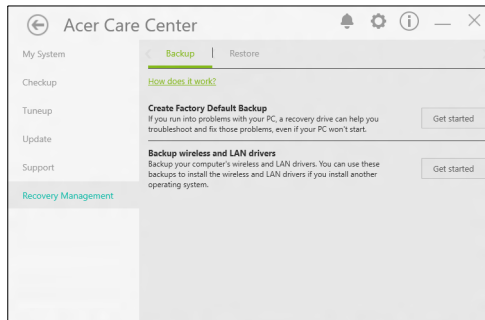 Acer Care Center
My System
Checkup
Tuneup
Update
Support
Recovery Management
Backup
Restore
How does it work?
Create Factory Default Backup
If you run into problems with your PC, a recovery drive can help you
troubleshoot and fix those problems, even if your PC won't start.
Get started
Backup wireless and LAN drivers
Backup your computer's wireless and LAN drivers. You can use these
backups to install the wireless and LAN drivers if you install another
operating system.
Get started